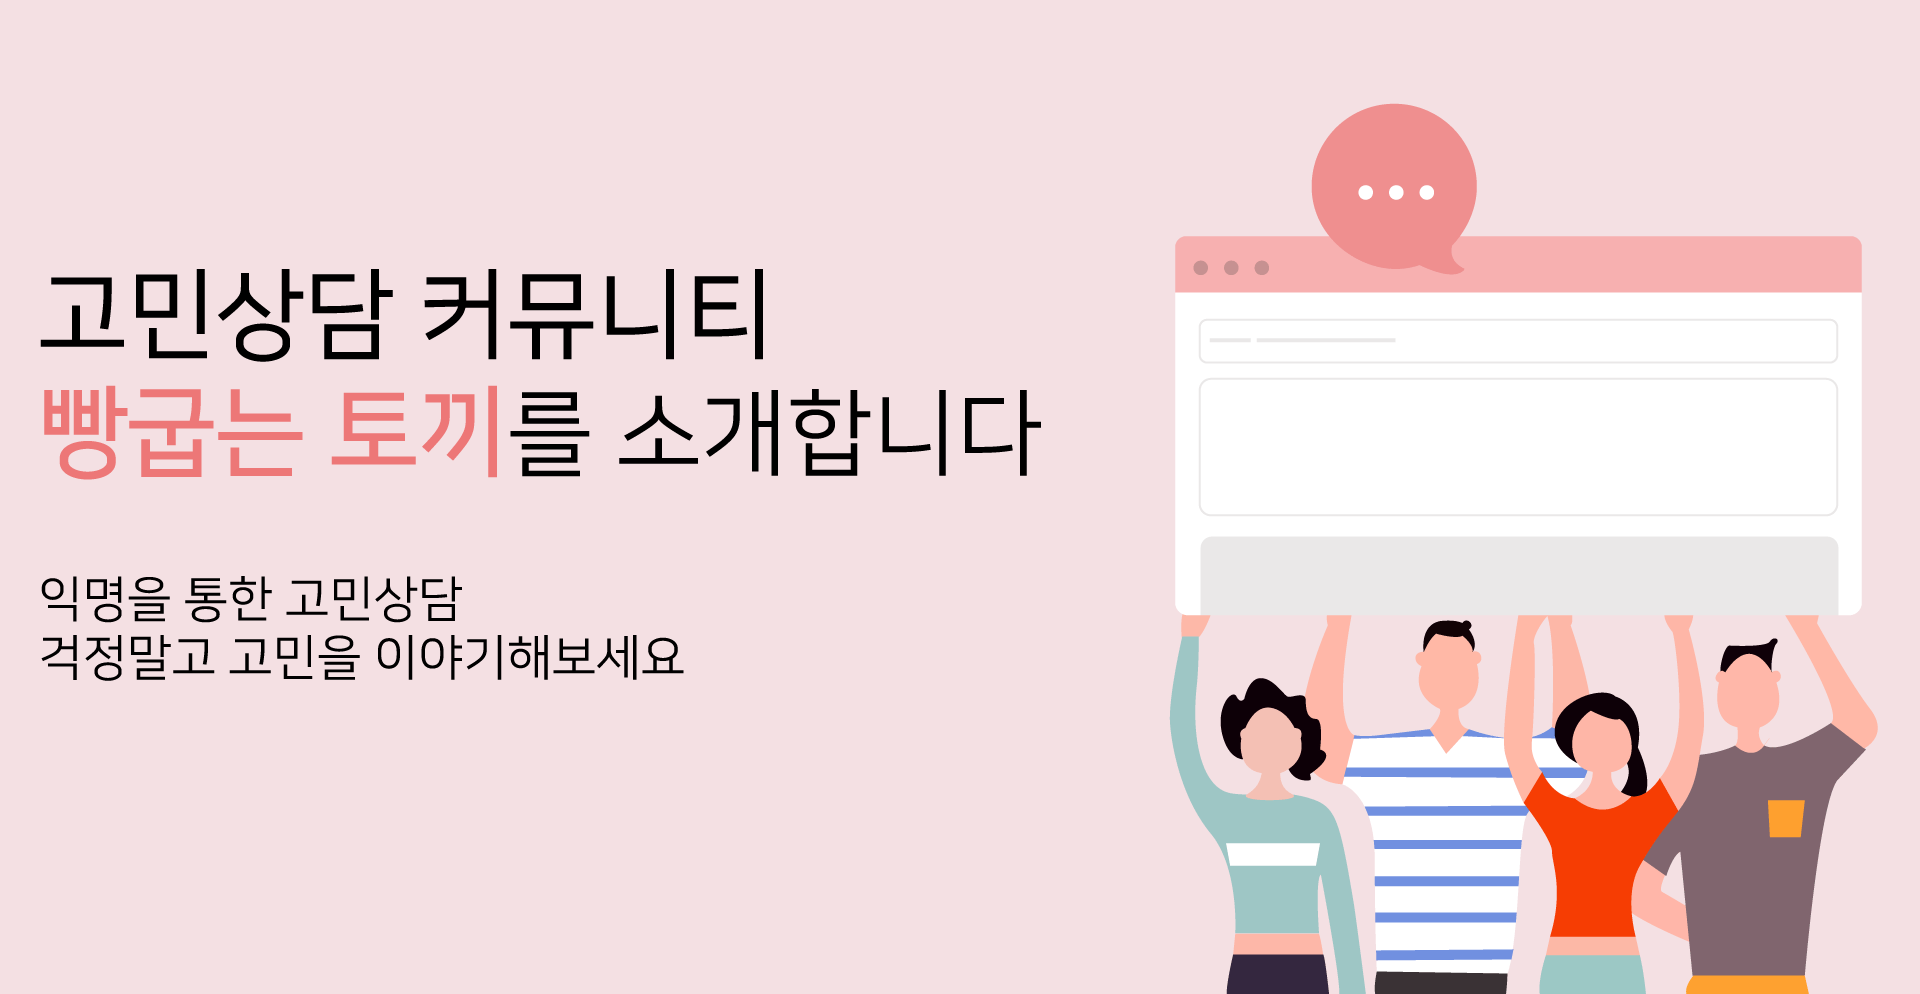 고민상담 커뮤니티
빵굽는 토끼를 소개합니다
익명을 통한 고민상담
걱정말고 고민을 이야기해보세요